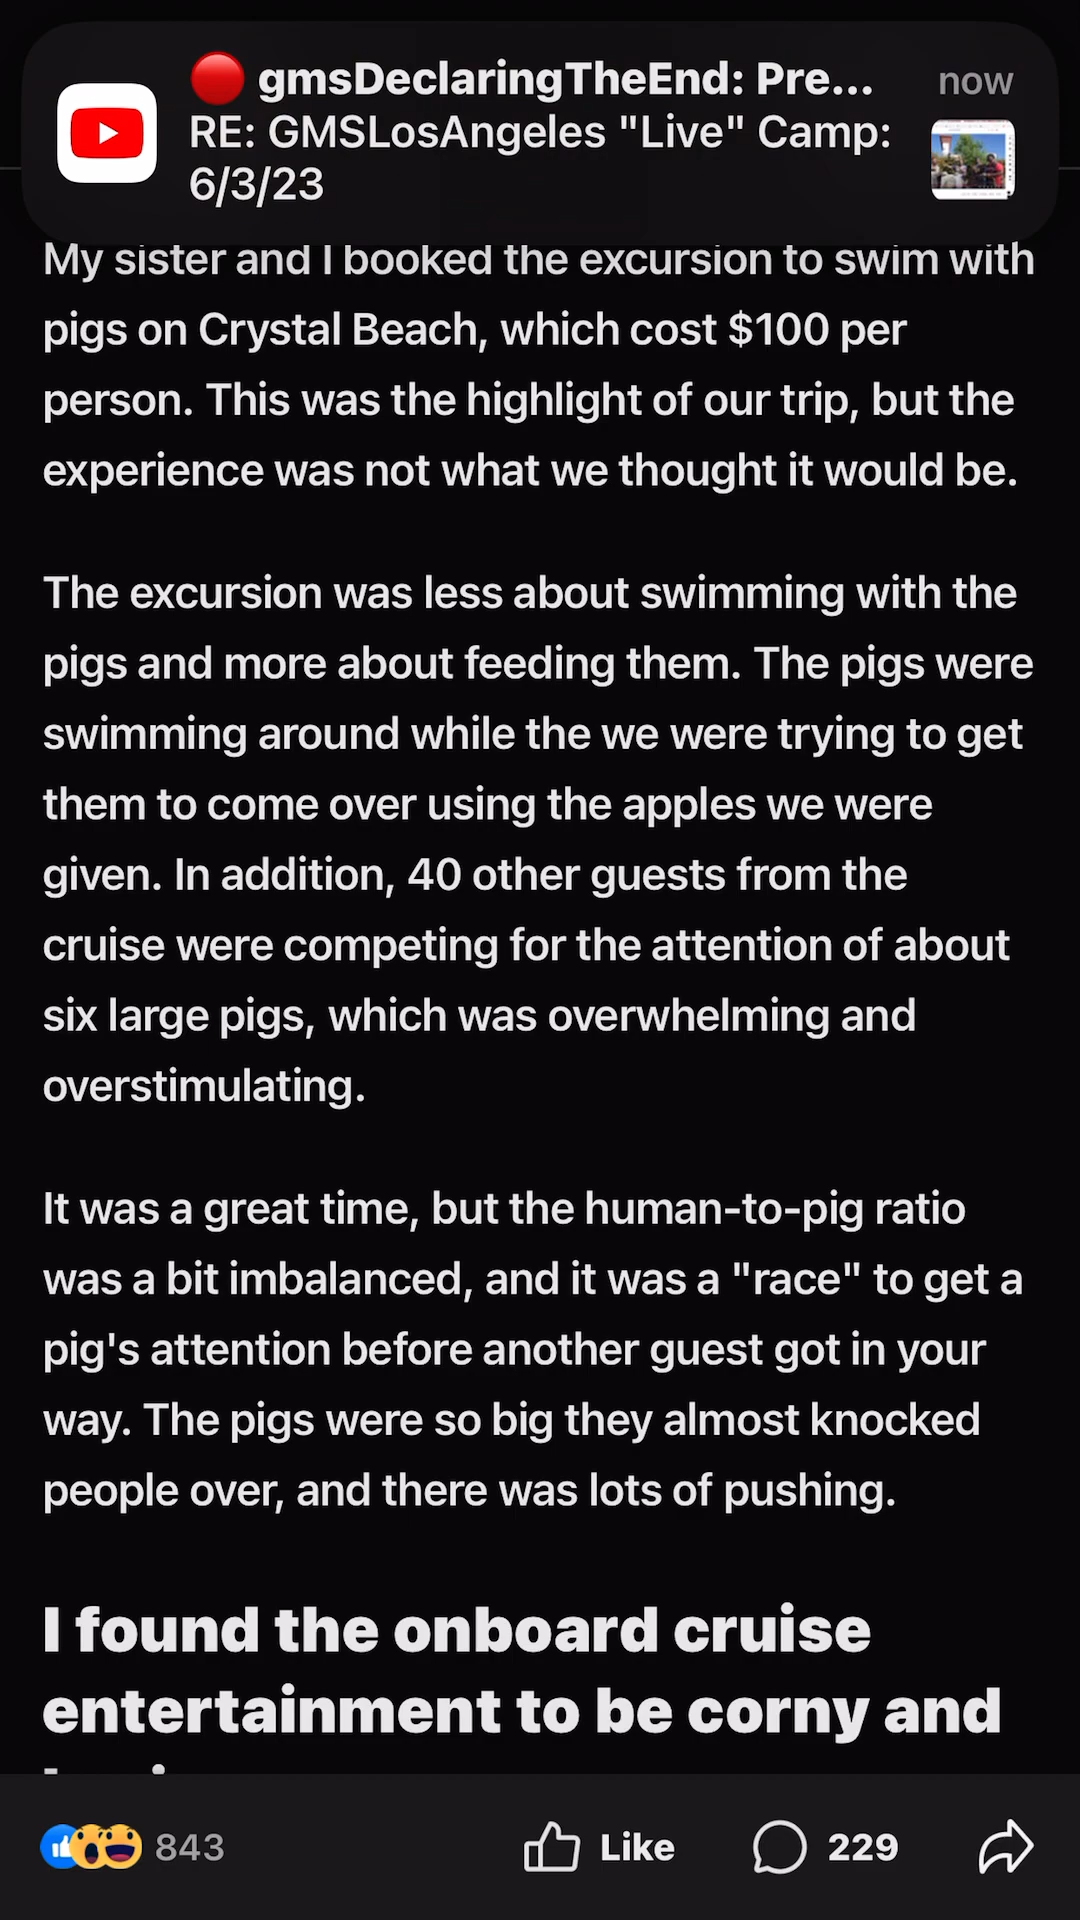 gmsDeclaringTheEnd: Pre...
now
RE: GMSLosAngeles "Live" Camp:
6/3/23
My sister and I booked the excursion to swim with
pigs on Crystal Beach, which cost $100 per
person. This was the highlight of our trip, but the
experience was not what we thought it would be.
The excursion was less about swimming with the
pigs and more about feeding them. The pigs were
swimming around while the we were trying to get
them to come over using the apples we were
given. In addition, 40 other guests from the
cruise were competing for the attention of about
six large pigs, which was overwhelming and
overstimulating.
It was a great time, but the human-to-pig ratio
was a bit imbalanced, and it was a "race" to get a
pig's attention before another guest got in your
way. The pigs were so big they almost knocked
people over, and there was lots of pushing.
I found the onboard cruise
entertainment to be corny and
843
Like
229